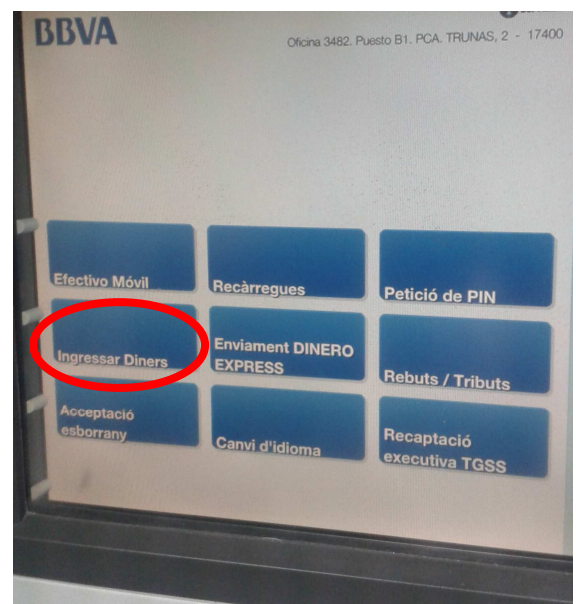 BBVA
Oficina 3482. Puesto B1. PCA. TRUNAS, 2 - 17400
Efectivo Móvil
Recàrregues
Petició de PIN
Ingressar Diners
Enviament DINERO
EXPRESS
Rebuts / Tributs
Acceptació
esborrany
Canvi d'idioma
Recaptació
executiva TGSS